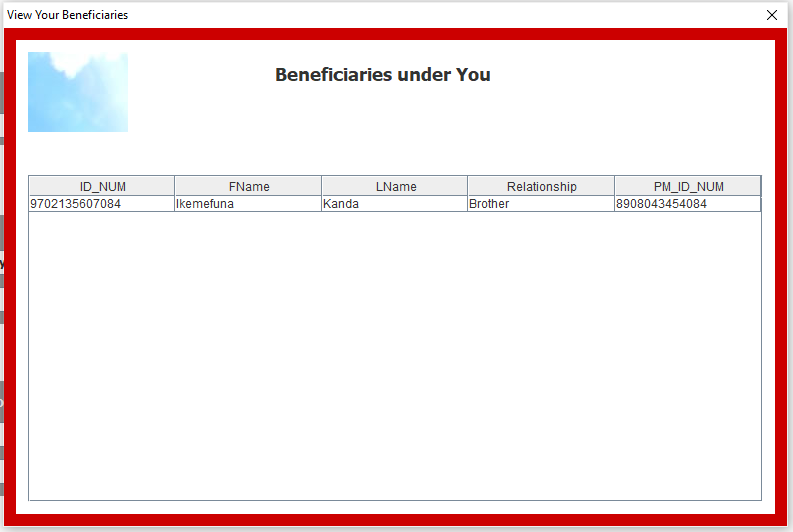 View Your Beneficiaries
Beneficiaries under You
ID_NUM FName LName Relationship PM_ID_NUM
9702135607084 Ikemefuna Kanda Brother 8908043454084